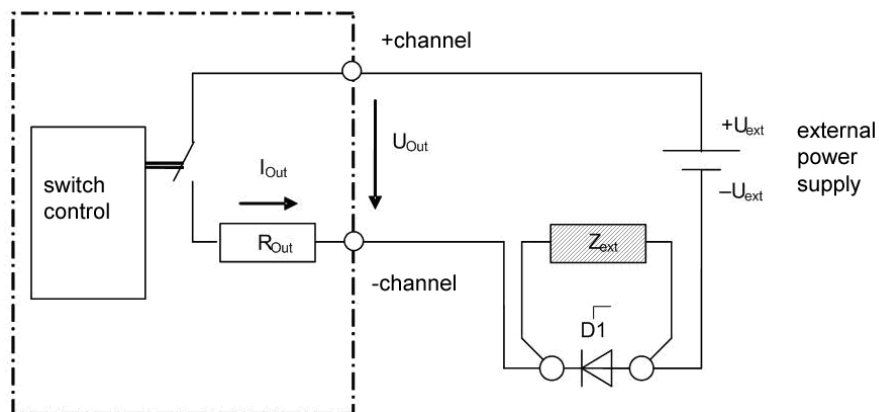 +channel
switch
control
I_Out
R_Out
U_Out
-channel
+U_ext
–U_ext
external
power
supply
Z_ext
D1